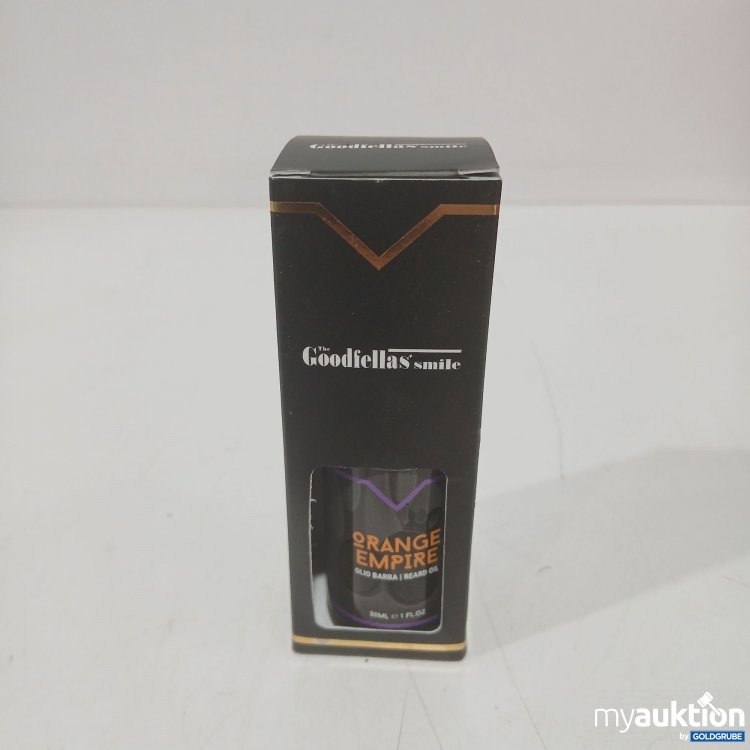 The Goodfellas' smile
The
Goodfellas' smile
ORANGE
EMPIRE
OLIO BARBA | BEARD OIL
30ML ℮ 1 FL.OZ
myauktion
by GOLDGRUBE